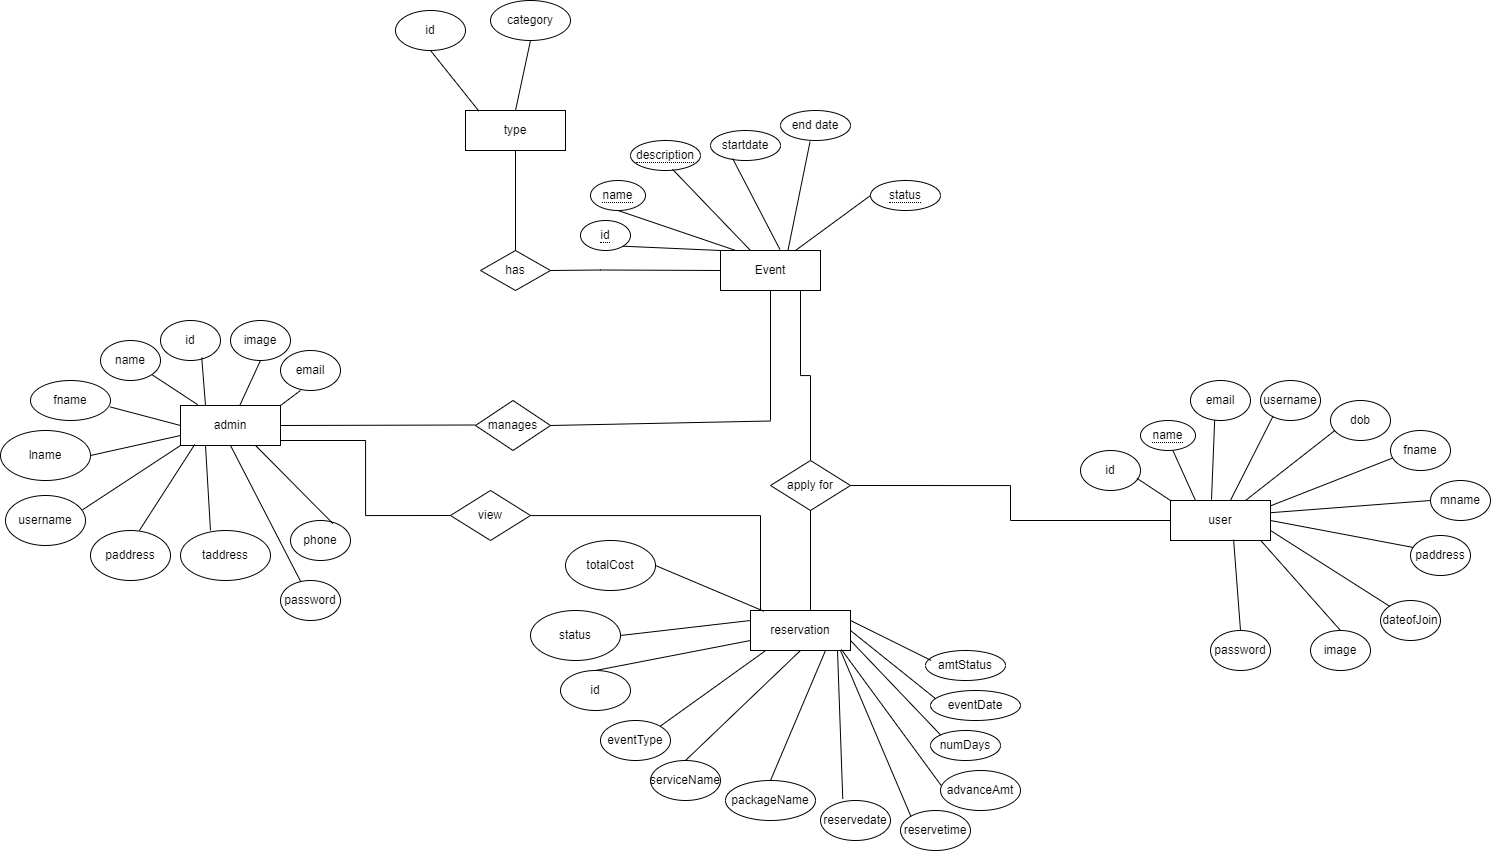 category
id
type
end date
startdate
description
name
status
id
has
Event
id
image
name
email
fname
admin
manages
lname
username
paddress
taddress
phone
password
view
apply for
email
username
dob
name
fname
id
mname
user
paddress
dateofJoin
password
image
totalCost
status
reservation
id
amtStatus
eventDate
eventType
numDays
serviceName
advanceAmt
packageName
reservedate
reservetime